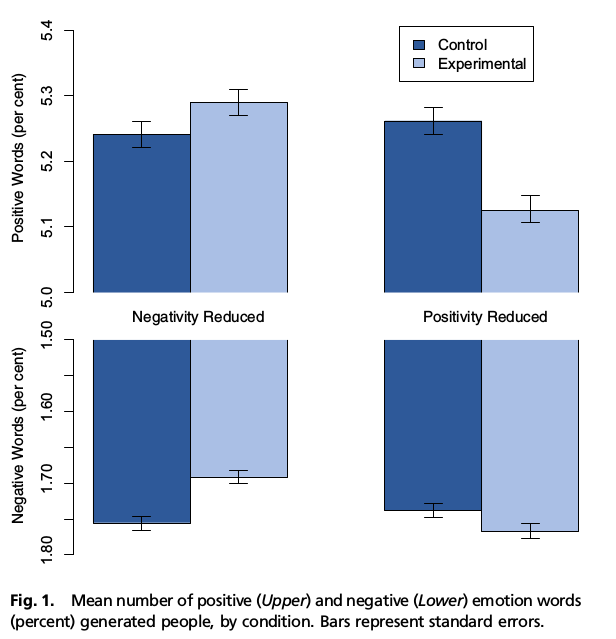 Control
Experimental
Positive Words (per cent)
5.4
5.3
5.2
5.1
5.0
Negativity Reduced
Positivity Reduced
Negative Words (per cent)
1.50
1.60
1.70
1.80
Fig. 1. Mean number of positive (Upper) and negative (Lower) emotion words
(percent) generated people, by condition. Bars represent standard errors.